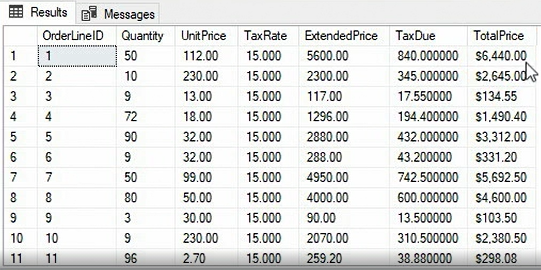 Results Messages
OrderLineID Quantity UnitPrice TaxRate ExtendedPrice TaxDue TotalPrice
1 1 50 112.00 15.000 5600.00 840.000000 $6,440.00
2 2 10 230.00 15.000 2300.00 345.000000 $2,645.00
3 3 9 13.00 15.000 117.00 17.550000 $134.55
4 4 72 18.00 15.000 1296.00 194.400000 $1,490.40
5 5 90 32.00 15.000 2880.00 432.000000 $3,312.00
6 6 9 32.00 15.000 288.00 43.200000 $331.20
7 7 50 99.00 15.000 4950.00 742.500000 $5,692.50
8 8 80 50.00 15.000 4000.00 600.000000 $4,600.00
9 9 3 30.00 15.000 90.00 13.500000 $103.50
10 10 9 230.00 15.000 2070.00 310.500000 $2,380.50
11 11 96 2.70 15.000 259.20 38.880000 $298.08